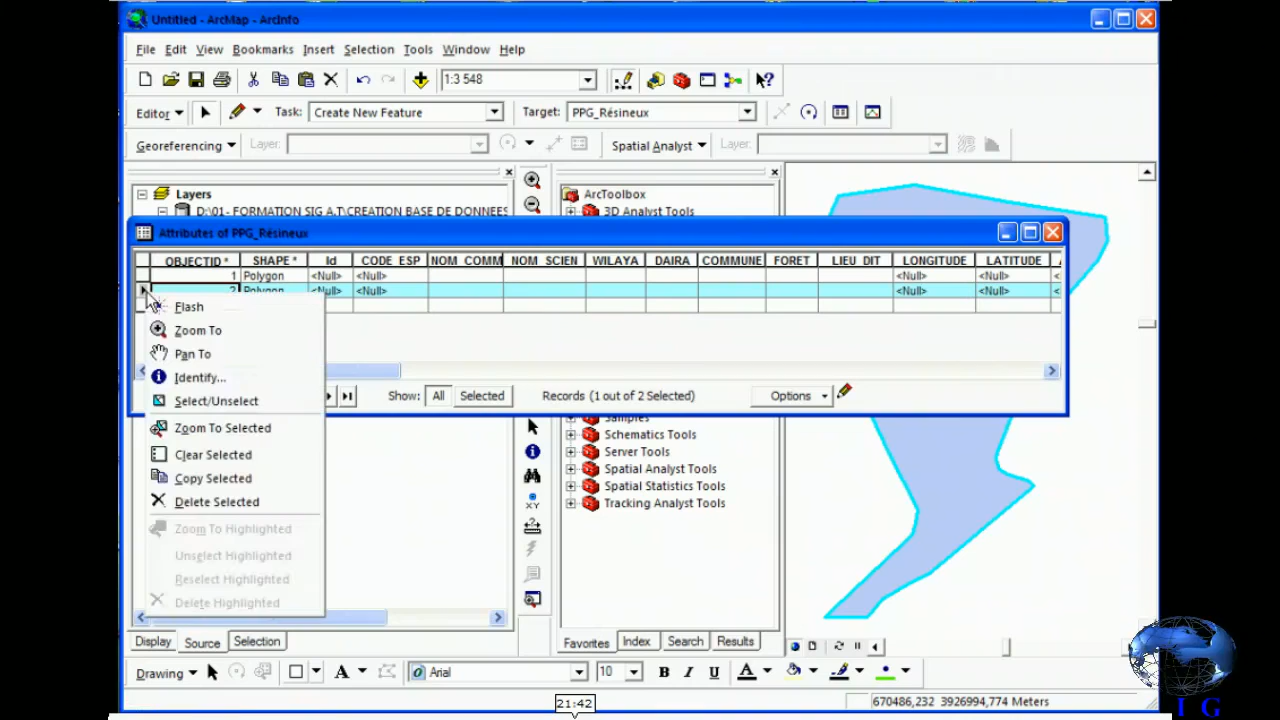 Untitled - ArcMap - ArcInfo
File Edit View Bookmarks Insert Selection Tools Window Help
1:3 548
Editor Task: Create New Feature Target: PPG_Résineux
Georeferencing Layer: Spatial Analyst Layer:
Layers
D:\01- FORMATION SIG A.T\CREATION BASE DE DONNEES
ArcToolbox
3D Analyst Tools
Attributes of PPG_Résineux
OBJECTID* SHAPE* Id CODE_ESP NOM_COMM NOM_SCIEN WILAYA DAIRA COMMUNE FORET LIEU_DIT LONGITUDE LATITUDE
1 Polygon <Null> <Null> <Null> <Null>
2 Polygon <Null> <Null> <Null> <Null>
Flash
Zoom To
Pan To
Identify...
Select/Unselect
Zoom To Selected
Clear Selected
Copy Selected
Delete Selected
Zoom To Highlighted
Unselect Highlighted
Reselect Highlighted
Delete Highlighted
Show: All Selected Records (1 out of 2 Selected) Options
Samples
Schematics Tools
Server Tools
Spatial Analyst Tools
Spatial Statistics Tools
Tracking Analyst Tools
XY
Display Source Selection
Favorites Index Search Results
Drawing A Arial 10 B I U A
21:42
670486,232 3926994,774 Meters
I G